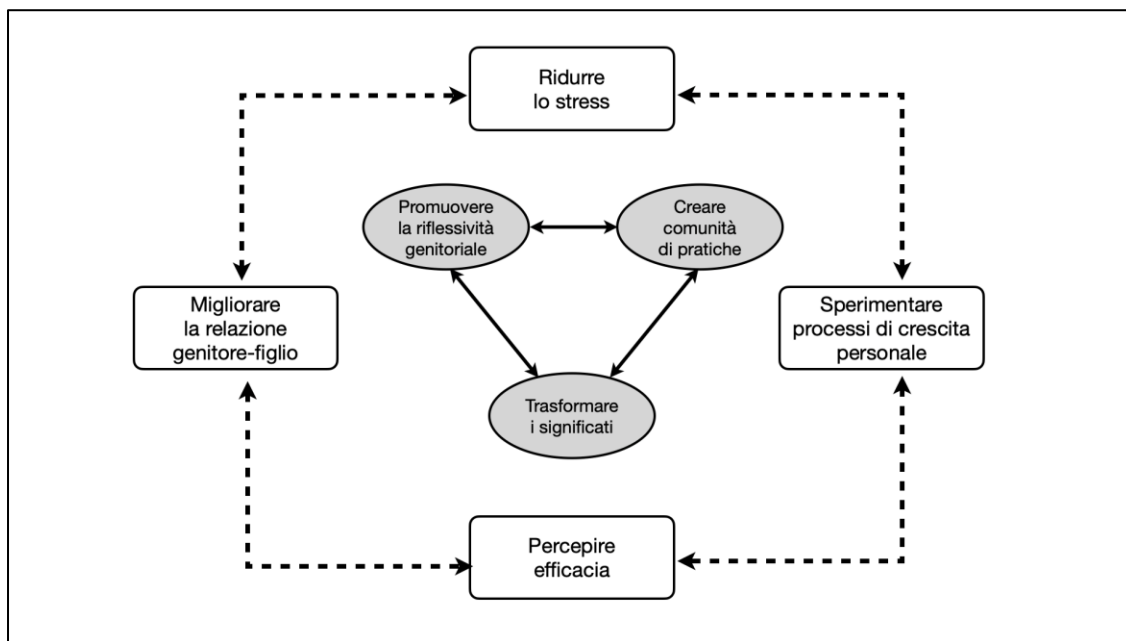 Ridurre
lo stress
Promuovere
la riflessività
genitoriale
Creare
comunità
di pratiche
Migliorare
la relazione
genitore-figlio
Sperimentare
processi di crescita
personale
Trasformare
i significati
Percepire
efficacia